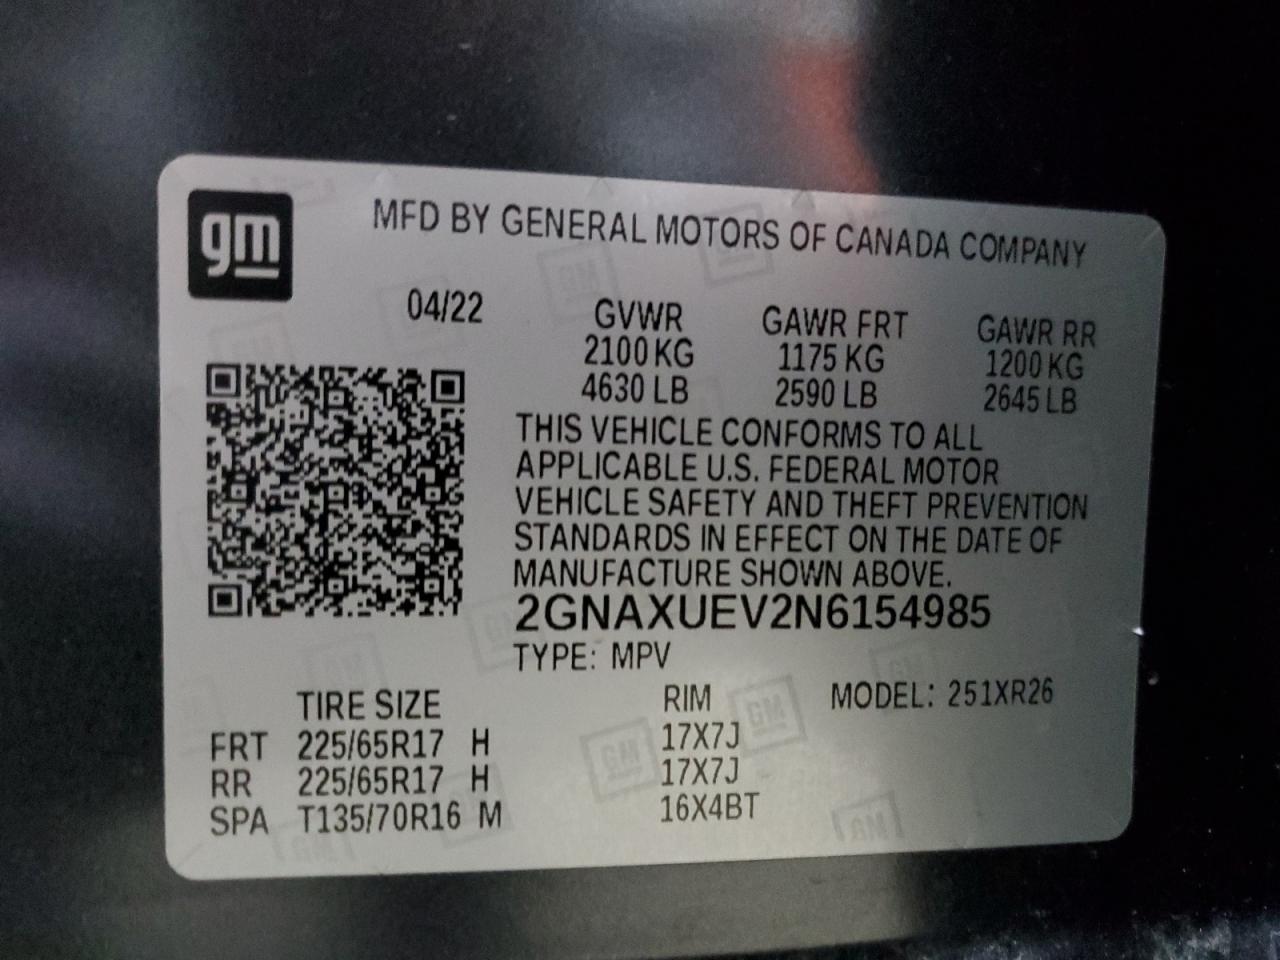 gm
MFD BY GENERAL MOTORS OF CANADA COMPANY
04/22 GVWR GAWR FRT GAWR RR
2100 KG 1175 KG 1200 KG
4630 LB 2590 LB 2645 LB
THIS VEHICLE CONFORMS TO ALL
APPLICABLE U.S. FEDERAL MOTOR
VEHICLE SAFETY AND THEFT PREVENTION
STANDARDS IN EFFECT ON THE DATE OF
MANUFACTURE SHOWN ABOVE.
2GNAXUEV2N6154985
TYPE: MPV
TIRE SIZE RIM MODEL: 251XR26
FRT 225/65R17 H 17X7J
RR 225/65R17 H 17X7J
SPA T135/70R16 M 16X4BT